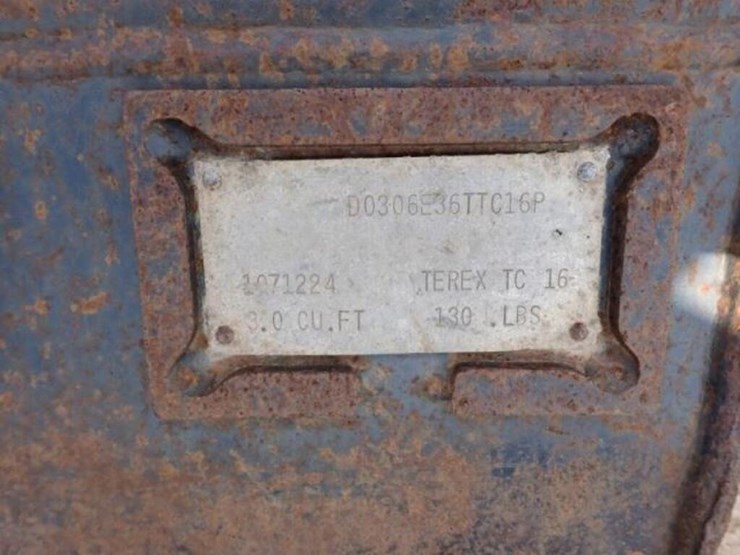 D0306E36TTC16P
1071224 TEREX TC 16
3.0 CU.FT 130 .LBS